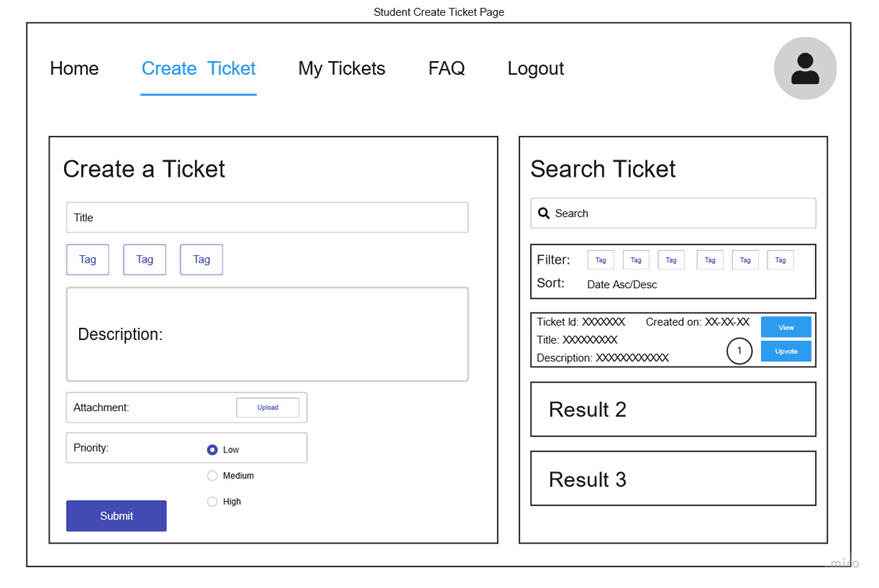 Student Create Ticket Page
Home Create Ticket My Tickets FAQ Logout
Create a Ticket
Title
Tag Tag Tag
Description:
Attachment: Upload
Priority: Low
Medium
High
Submit
Search Ticket
Search
Filter: Tag Tag Tag Tag Tag Tag
Sort: Date Asc/Desc
Ticket Id: XXXXXXX Created on: XX-XX-XX View
Title: XXXXXXXXX
Description: XXXXXXXXXXXX 1 Upvote
Result 2
Result 3
miro